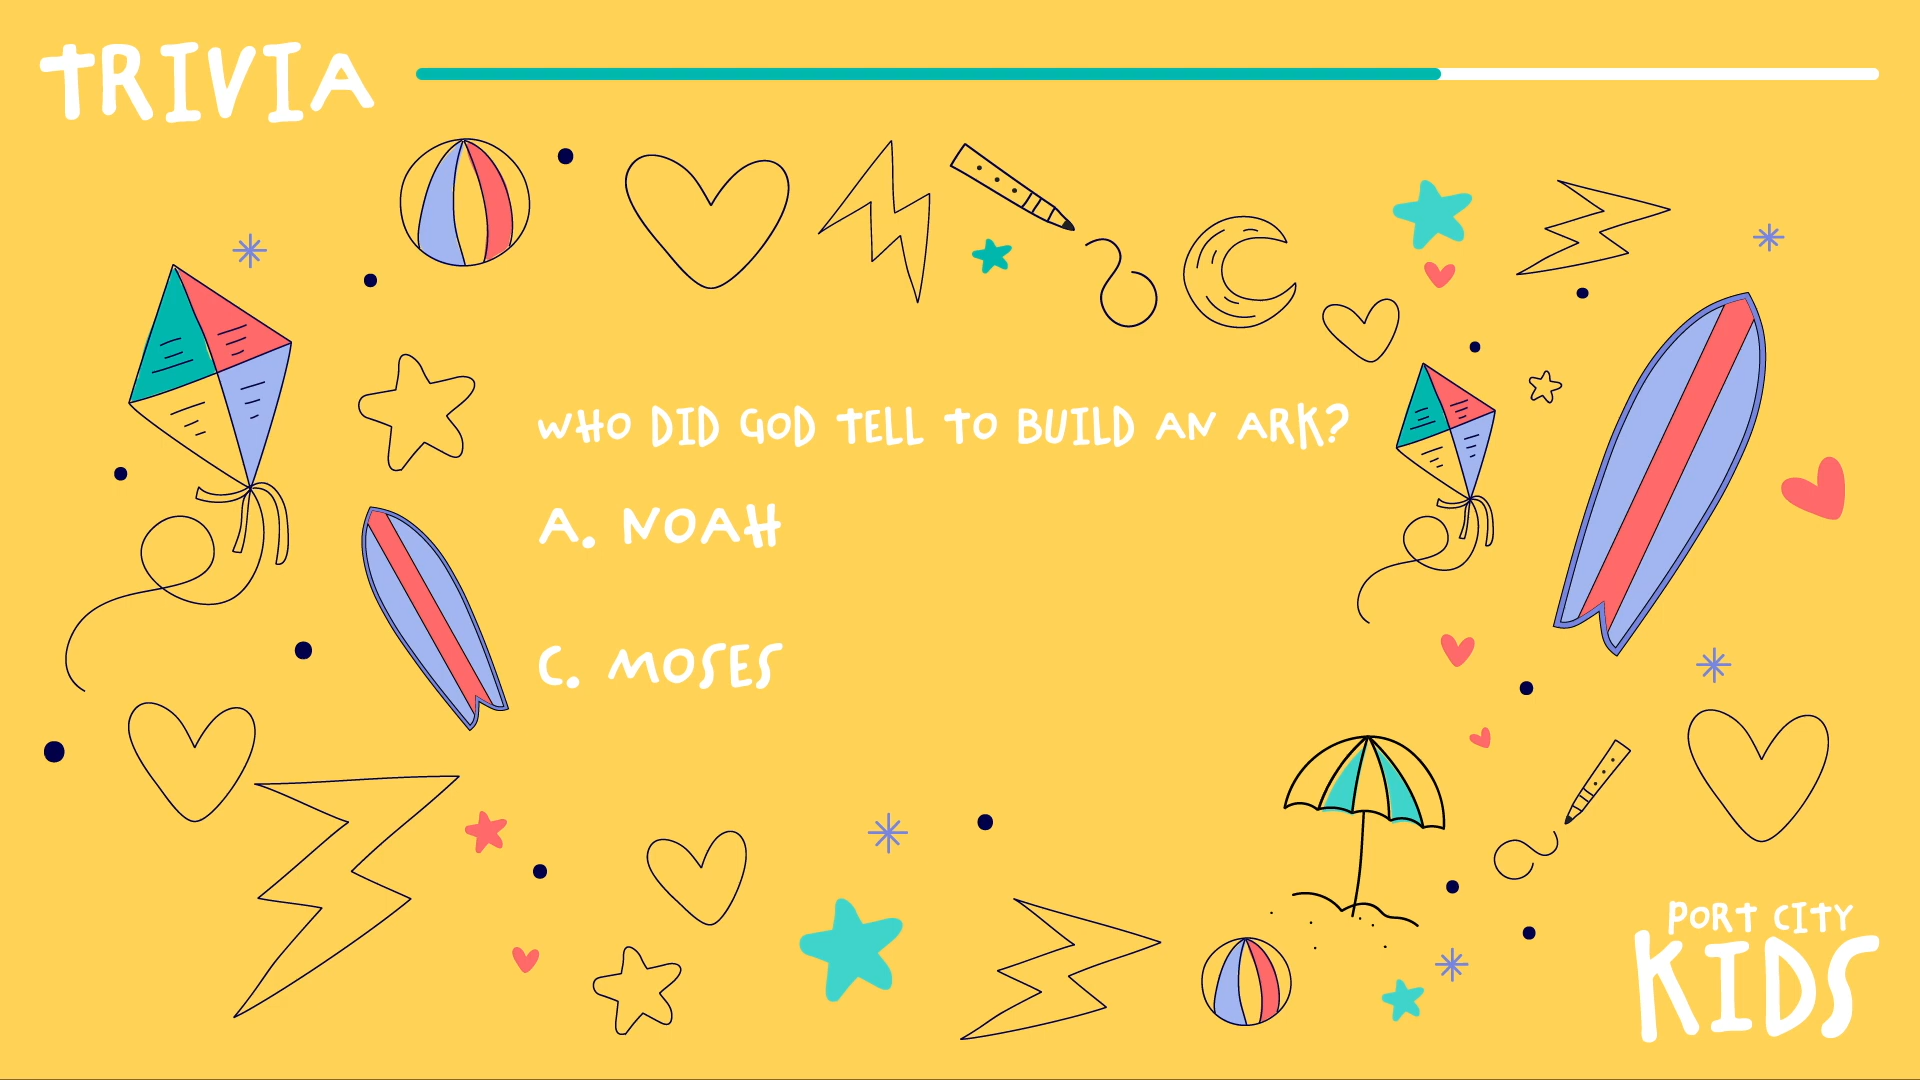 TRIVIA
WHO DID GOD TELL TO BUILD AN ARK?
A. NOAH
C. MOSES
PORT CITY
KIDS